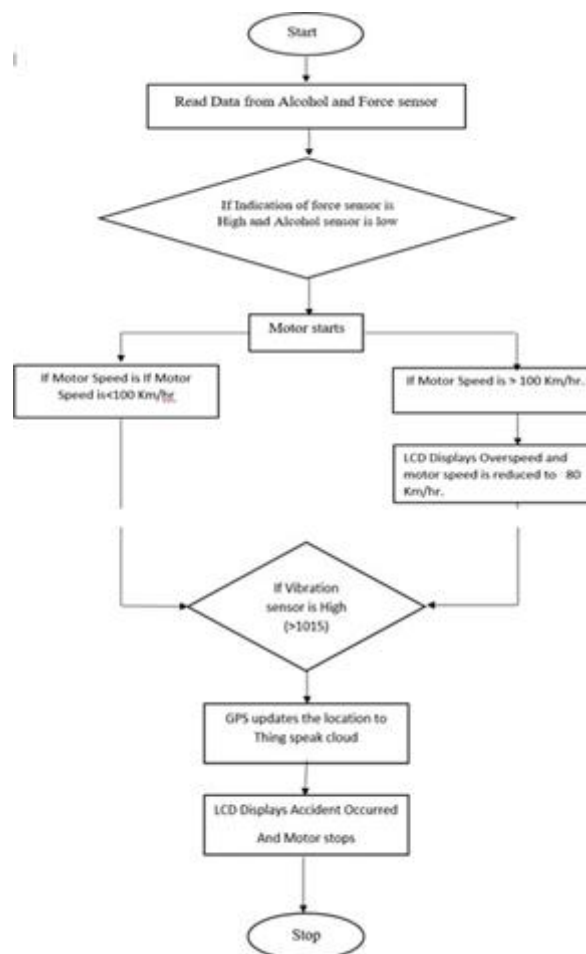 Start
Read Data from Alcohol and Force sensor
If Indication of force sensor is
High and Alcohol sensor is low
Motor starts
If Motor Speed is If Motor
Speed is<100 Km/hr
If Motor Speed is > 100 Km/hr.
LCD Displays Overspeed and
motor speed is reduced to 80
Km/hr.
If Vibration
sensor is High
(>1015)
GPS updates the location to
Thing speak cloud
LCD Displays Accident Occurred
And Motor stops
Stop